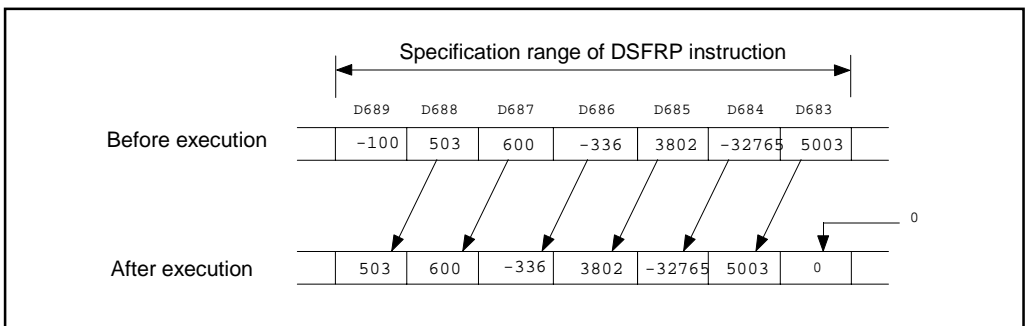 Specification range of DSFRP instruction
D689 D688 D687 D686 D685 D684 D683
Before execution -100 503 600 -336 3802 -32765 5003
0
After execution 503 600 -336 3802 -32765 5003 0